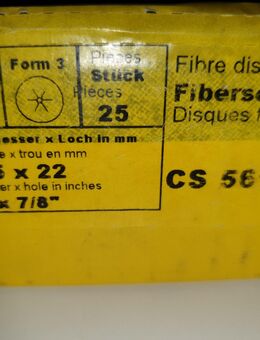 Form 3
Pieces
Stück
Pièces
25
Fibre dis
Fiberse
Disques f
esser x Loch in mm
e x trou en mm
er x hole in inches
5 x 22
x 7/8"
CS 56